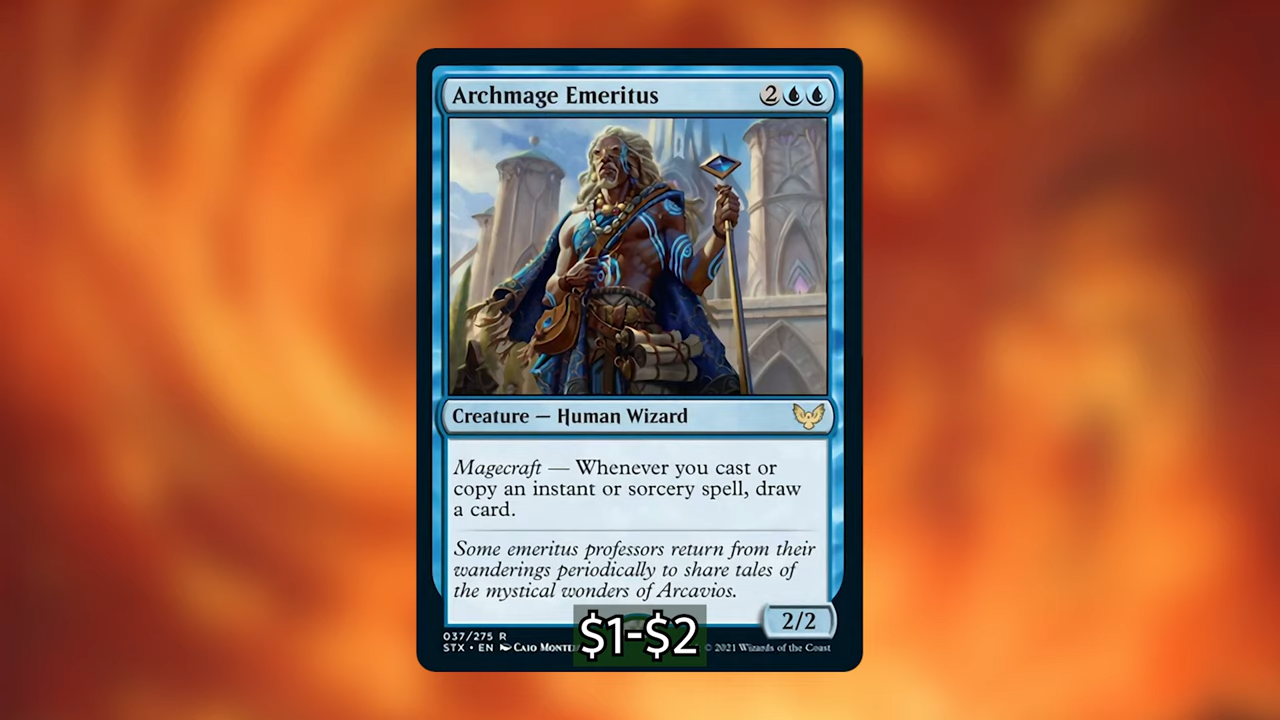 Archmage Emeritus 2
Creature — Human Wizard
Magecraft — Whenever you cast or
copy an instant or sorcery spell, draw
a card.
Some emeritus professors return from their
wanderings periodically to share tales of
the mystical wonders of Arcavios.
2/2
$1-$2
037/275 R
STX • EN CAIO © 2021 Wizards of the Coast